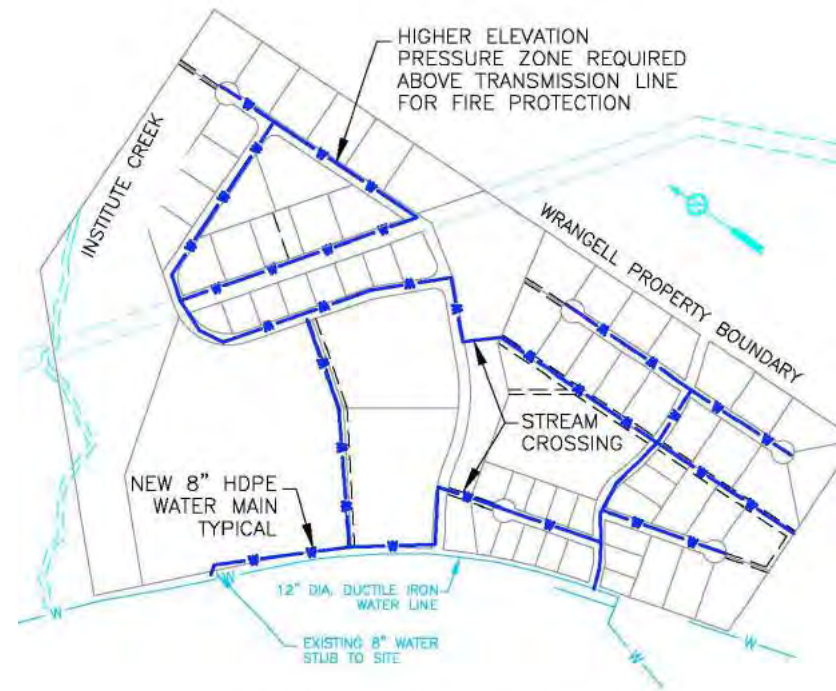 HIGHER ELEVATION
PRESSURE ZONE REQUIRED
ABOVE TRANSMISSION LINE
FOR FIRE PROTECTION
INSTITUTE CREEK
WRANGELL PROPERTY BOUNDARY
STREAM
CROSSING
NEW 8" HDPE
WATER MAIN
TYPICAL
12" DIA. DUCTILE IRON
WATER LINE
EXISTING 8" WATER
STUB TO SITE
W
W
W
W